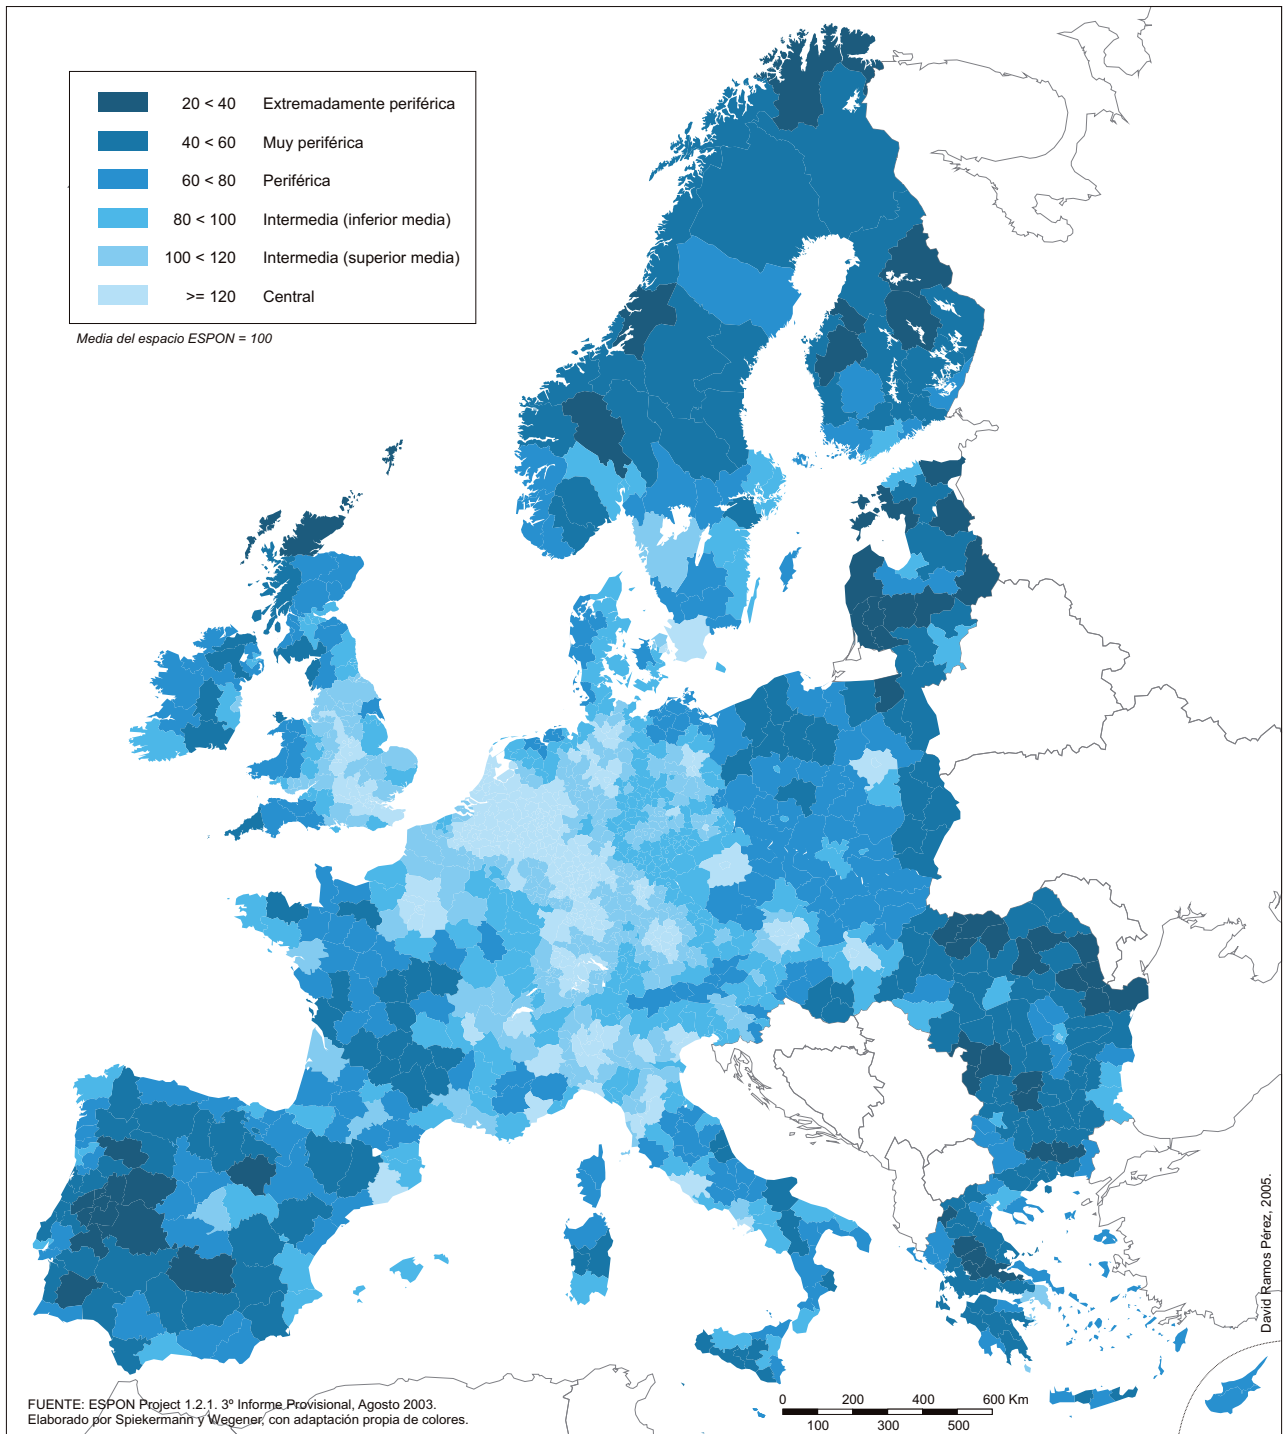 20 < 40 Extremadamente periférica
40 < 60 Muy periférica
60 < 80 Periférica
80 < 100 Intermedia (inferior media)
100 < 120 Intermedia (superior media)
>= 120 Central
Media del espacio ESPON = 100
David Ramos Pérez, 2005.
FUENTE: ESPON Project 1.2.1. 3º Informe Provisional, Agosto 2003.
Elaborado por Spiekermann y Wegener, con adaptación propia de colores.
0 200 400 600 Km
100 300 500